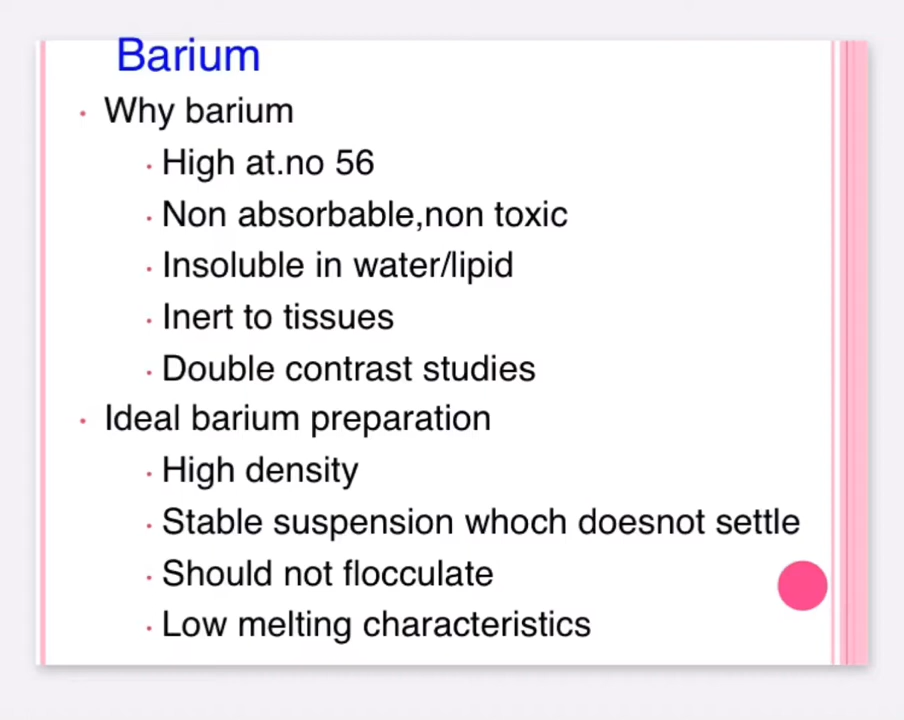 Barium
• Why barium
• High at.no 56
• Non absorbable,non toxic
• Insoluble in water/lipid
• Inert to tissues
• Double contrast studies
• Ideal barium preparation
• High density
• Stable suspension whoch doesnot settle
• Should not flocculate
• Low melting characteristics